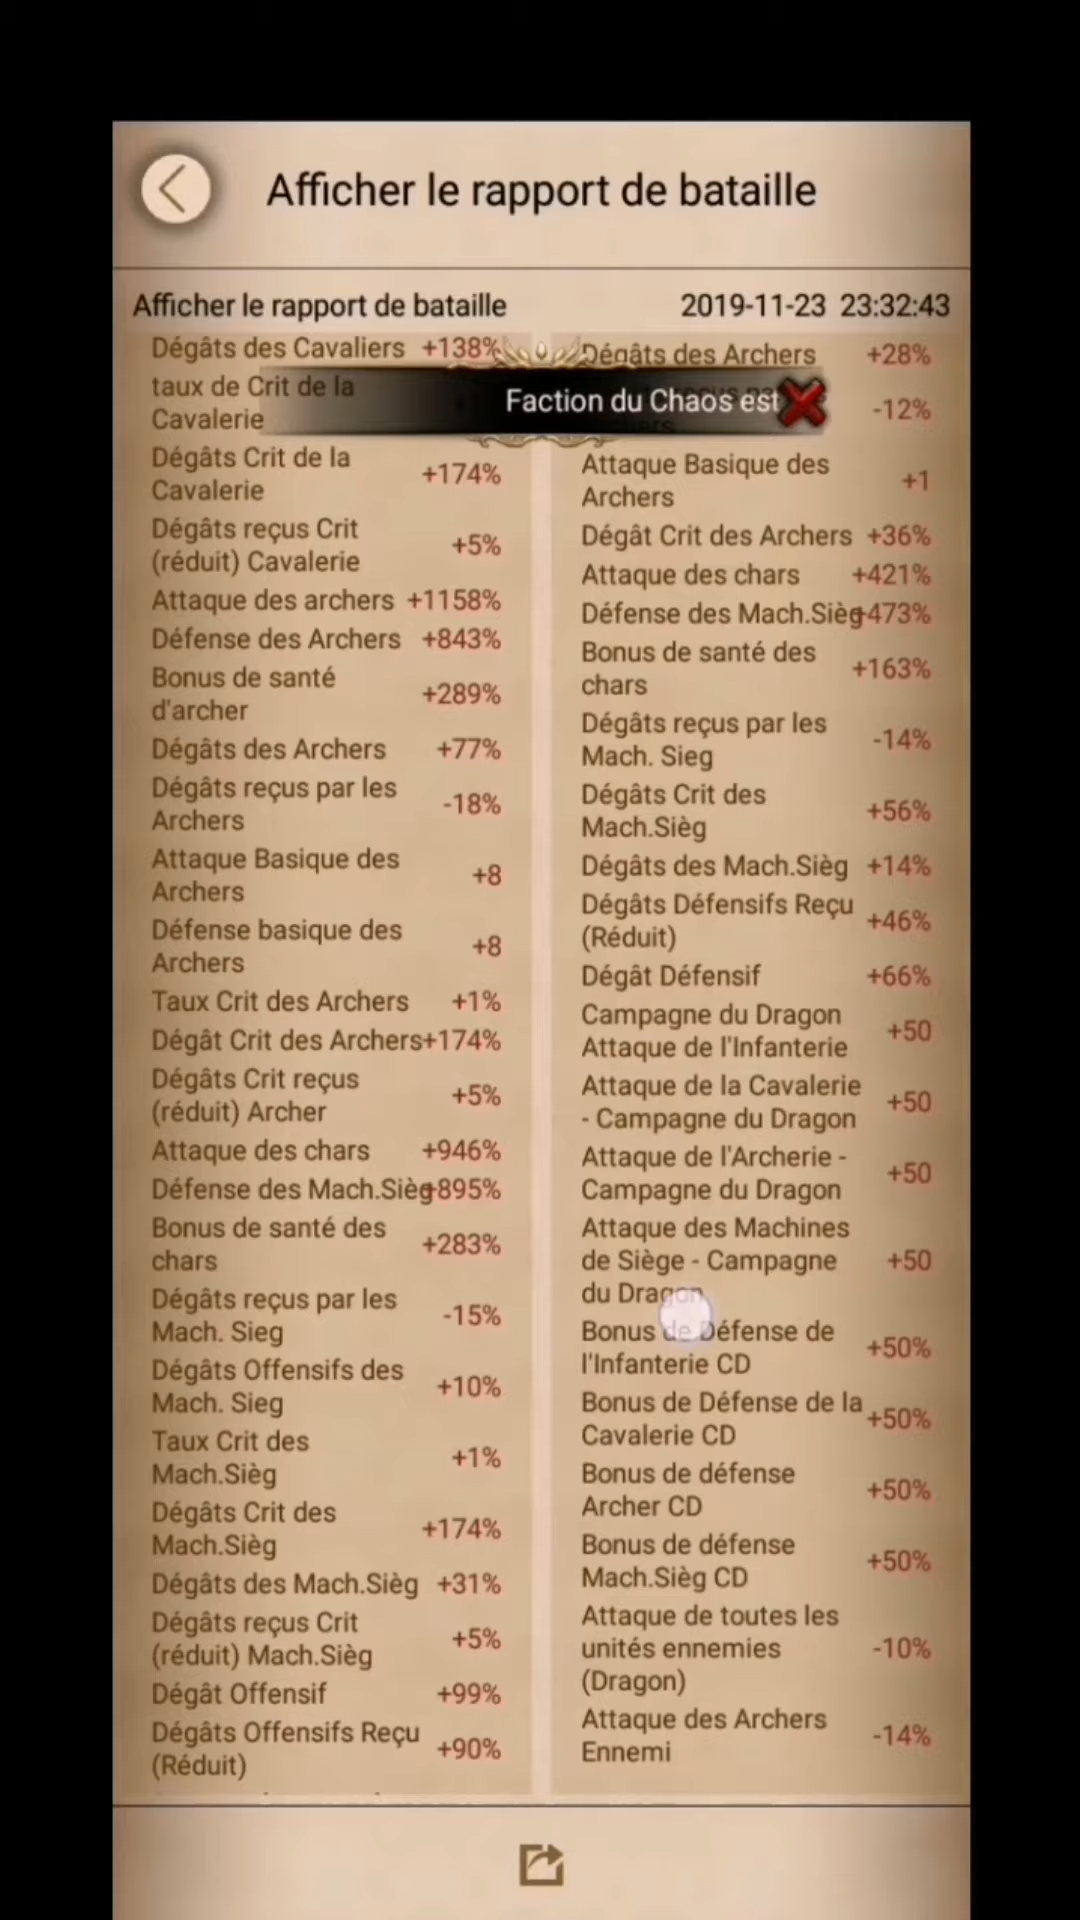 Afficher le rapport de bataille
Afficher le rapport de bataille 2019-11-23 23:32:43
Dégâts des Cavaliers +138%
taux de Crit de la
Cavalerie
Dégâts Crit de la
Cavalerie +174%
Dégâts reçus Crit
(réduit) Cavalerie +5%
Attaque des archers +1158%
Défense des Archers +843%
Bonus de santé
d'archer +289%
Dégâts des Archers +77%
Dégâts reçus par les
Archers -18%
Attaque Basique des
Archers +8
Défense basique des
Archers +8
Taux Crit des Archers +1%
Dégât Crit des Archers +174%
Dégâts Crit reçus
(réduit) Archer +5%
Attaque des chars +946%
Défense des Mach.Sièg +895%
Bonus de santé des
chars +283%
Dégâts reçus par les
Mach. Sieg -15%
Dégâts Offensifs des
Mach. Sieg +10%
Taux Crit des
Mach.Sièg +1%
Dégâts Crit des
Mach.Sièg +174%
Dégâts des Mach.Sièg +31%
Dégâts reçus Crit
(réduit) Mach.Sièg +5%
Dégât Offensif +99%
Dégâts Offensifs Reçu
(Réduit) +90%
Dégâts des Archers +28%
Faction du Chaos est
-12%
Attaque Basique des
Archers +1
Dégât Crit des Archers +36%
Attaque des chars +421%
Défense des Mach.Sièg +473%
Bonus de santé des
chars +163%
Dégâts reçus par les
Mach. Sieg -14%
Dégâts Crit des
Mach.Sièg +56%
Dégâts des Mach.Sièg +14%
Dégâts Défensifs Reçu
(Réduit) +46%
Dégât Défensif +66%
Campagne du Dragon
Attaque de l'Infanterie +50
Attaque de la Cavalerie
- Campagne du Dragon +50
Attaque de l'Archerie -
Campagne du Dragon +50
Attaque des Machines
de Siège - Campagne +50
du Dragon
Bonus de Défense de
l'Infanterie CD +50%
Bonus de Défense de la
Cavalerie CD +50%
Bonus de défense
Archer CD +50%
Bonus de défense
Mach.Sièg CD +50%
Attaque de toutes les
unités ennemies -10%
(Dragon)
Attaque des Archers
Ennemi -14%